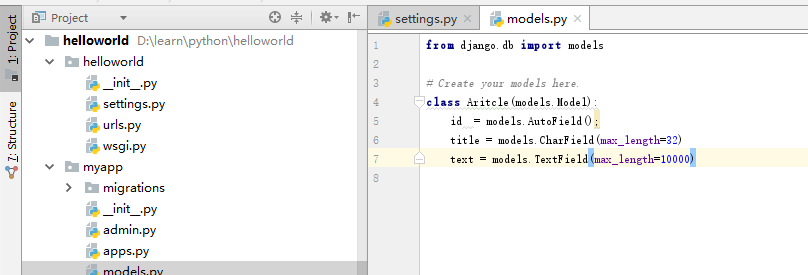 1: Project
7: Structure
Project
helloworld D:\learn\python\helloworld
helloworld
__init__.py
settings.py
urls.py
wsgi.py
myapp
migrations
__init__.py
admin.py
apps.py
models.py
settings.py
models.py
1 from django.db import models
2
3 # Create your models here.
4 class Aritcle(models.Model):
5 id = models.AutoField();
6 title = models.CharField(max_length=32)
7 text = models.TextField(max_length=10000)
8